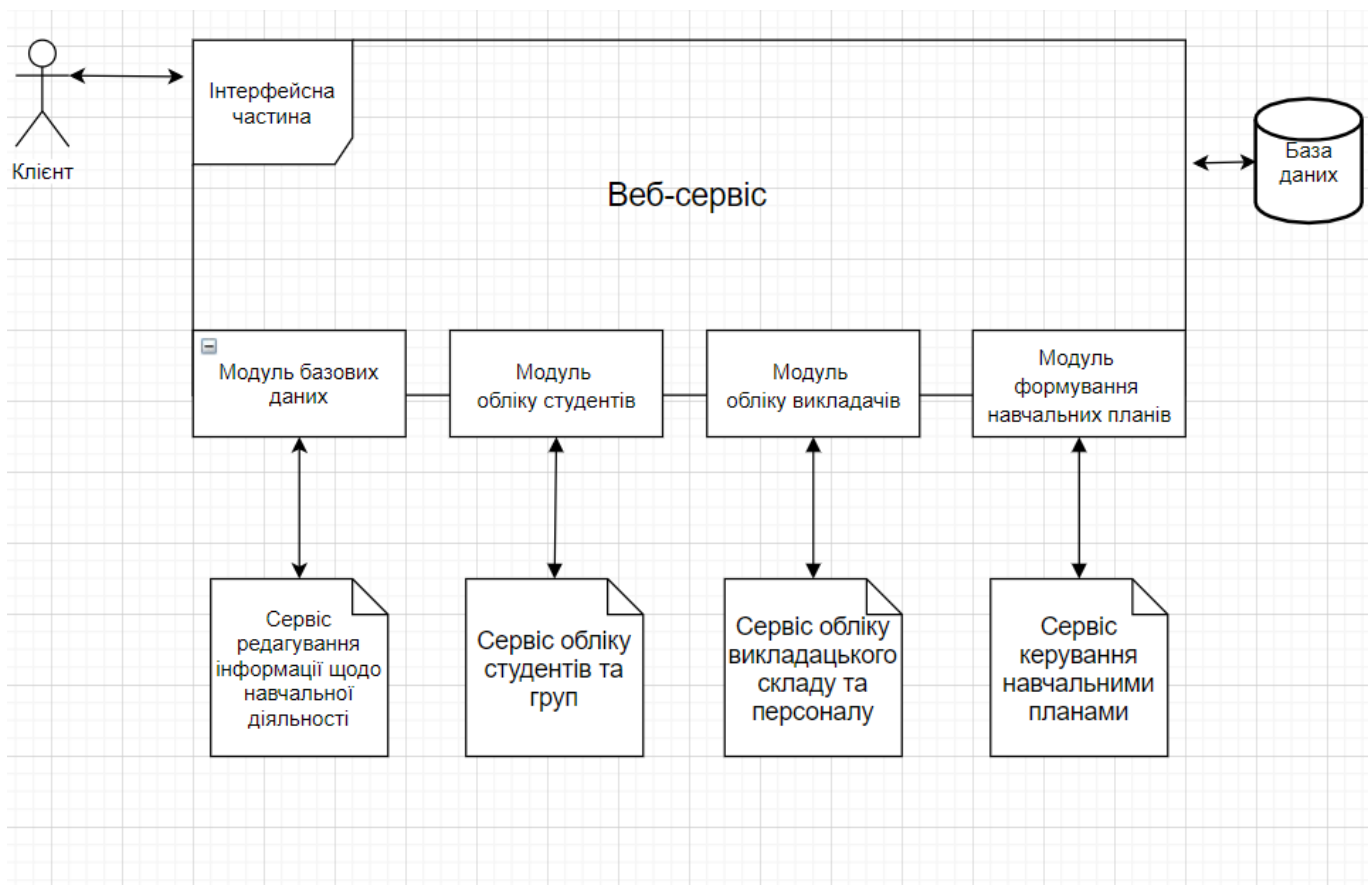 Інтерфейсна
частина
Клієнт
База
даних
Веб-сервіс
Модуль базових
даних
Модуль
обліку студентів
Модуль
обліку викладачів
Модуль
формування
навчальних планів
Сервіс
редагування
інформації щодо
навчальної
діяльності
Сервіс обліку
студентів та
груп
Сервіс обліку
викладацького
складу та
персоналу
Сервіс
керування
навчальними
планами